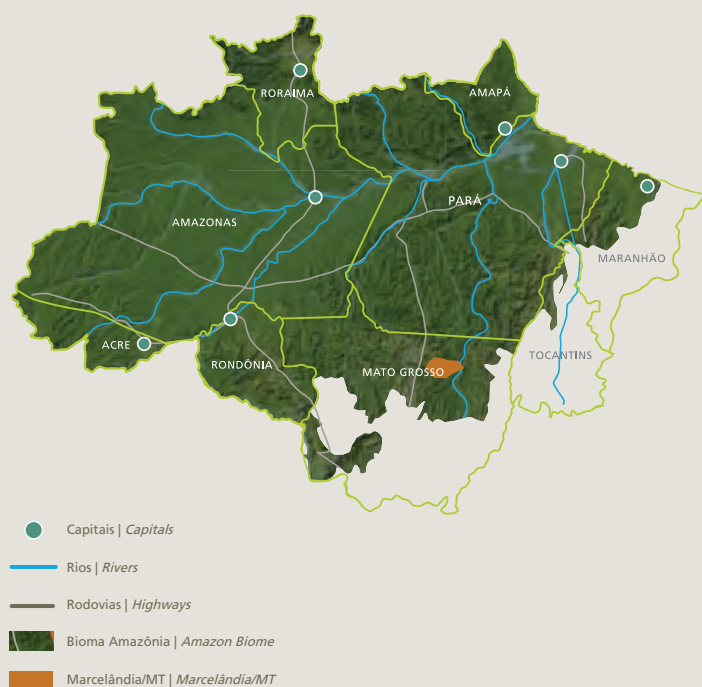 RORAIMA
AMAPÁ
PARÁ
AMAZONAS
MARANHÃO
ACRE
RONDÔNIA
MATO GROSSO
TOCANTINS
Capitais | Capitals
Rios | Rivers
Rodovias | Highways
Bioma Amazônia | Amazon Biome
Marcelândia/MT | Marcelândia/MT